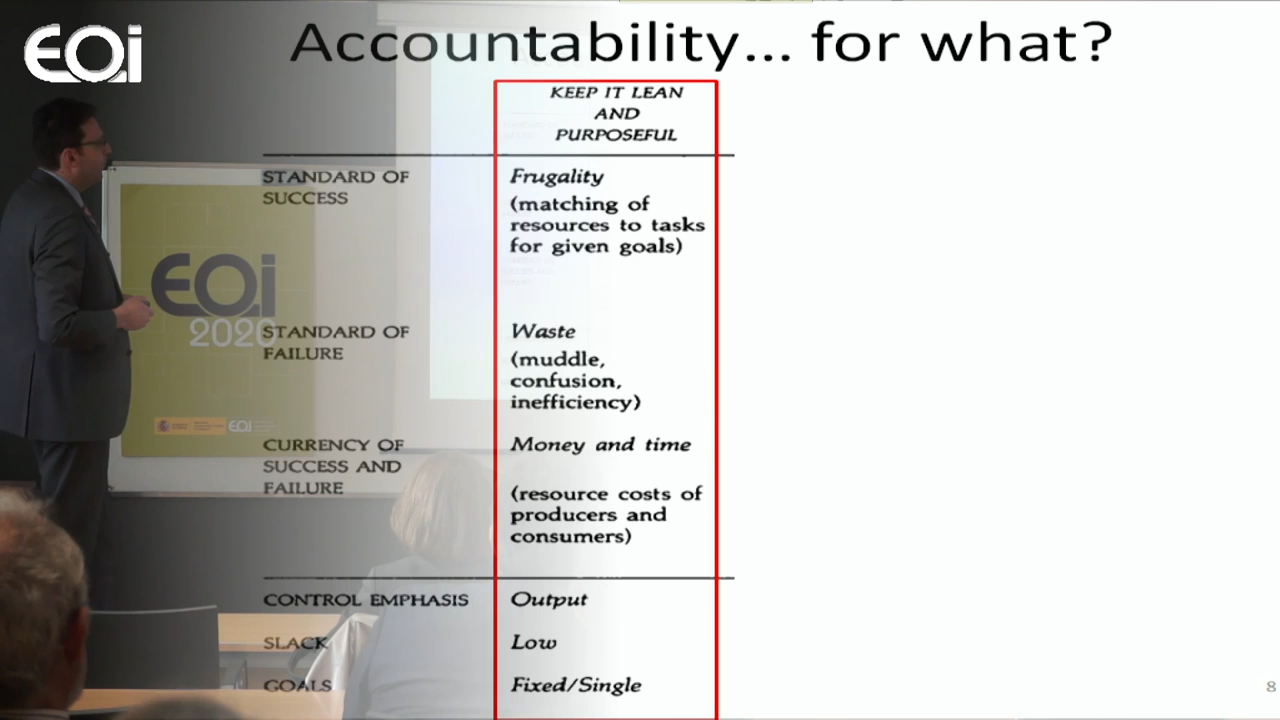 EOi
Accountability... for what?
KEEP IT LEAN
AND
PURPOSEFUL
STANDARD OF
SUCCESS
Frugality
(matching of
resources to tasks
for given goals)
EOi
2020
STANDARD OF
FAILURE
Waste
(muddle,
confusion,
inefficiency)
EOI
CURRENCY OF
SUCCESS AND
FAILURE
Money and time
(resource costs of
producers and
consumers)
CONTROL EMPHASIS
Output
SLACK
Low
GOALS
Fixed/Single
8